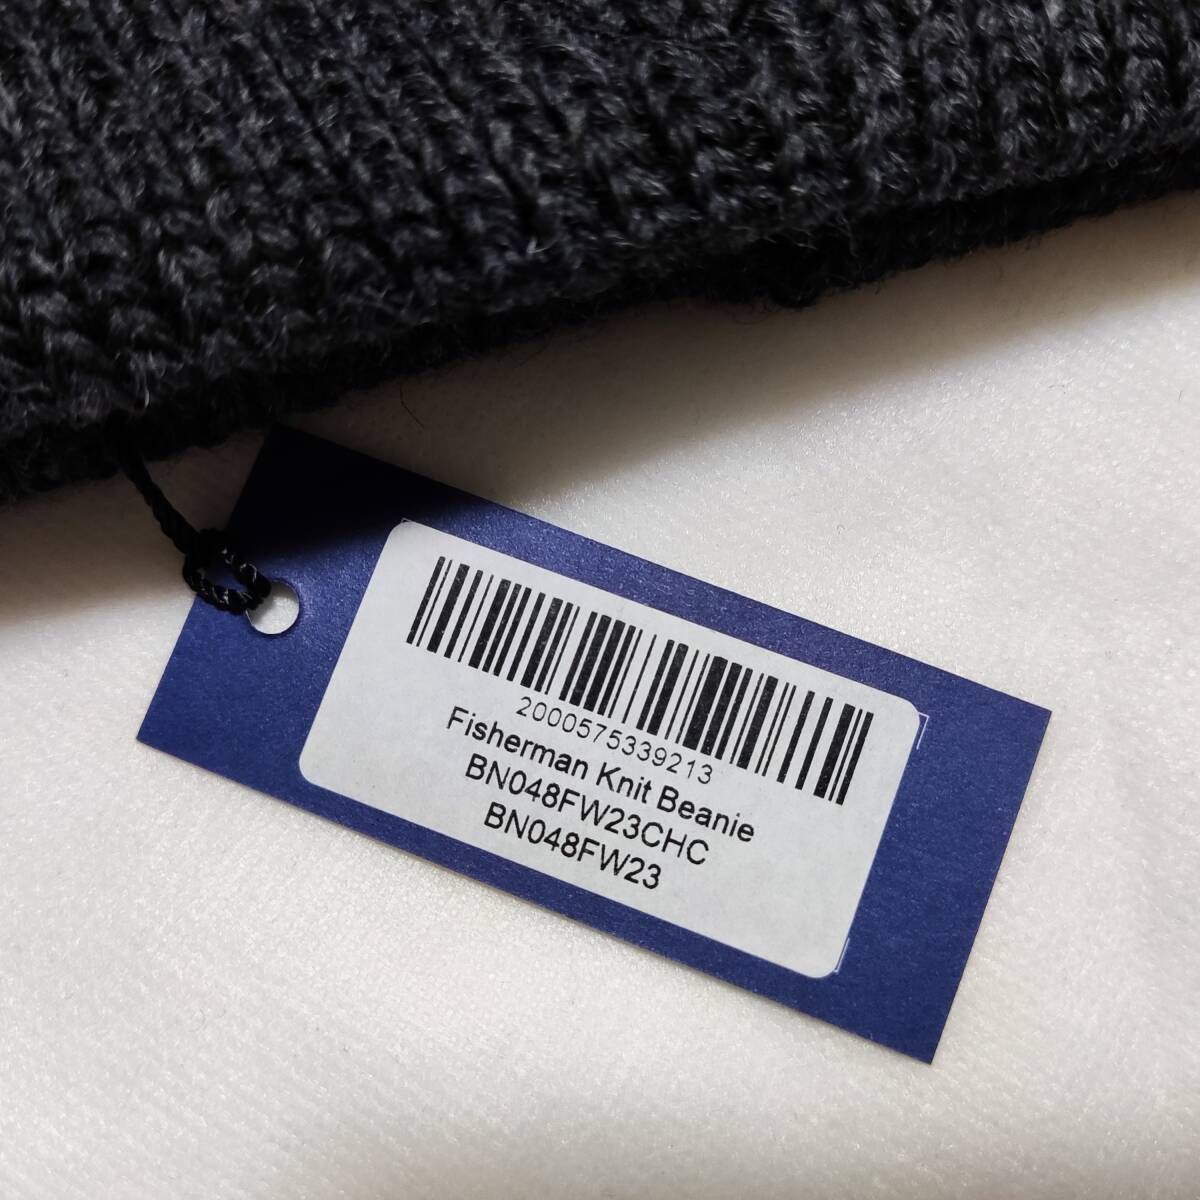 2000575339213
Fisherman Knit Beanie
BN048FW23CHC
BN048FW23